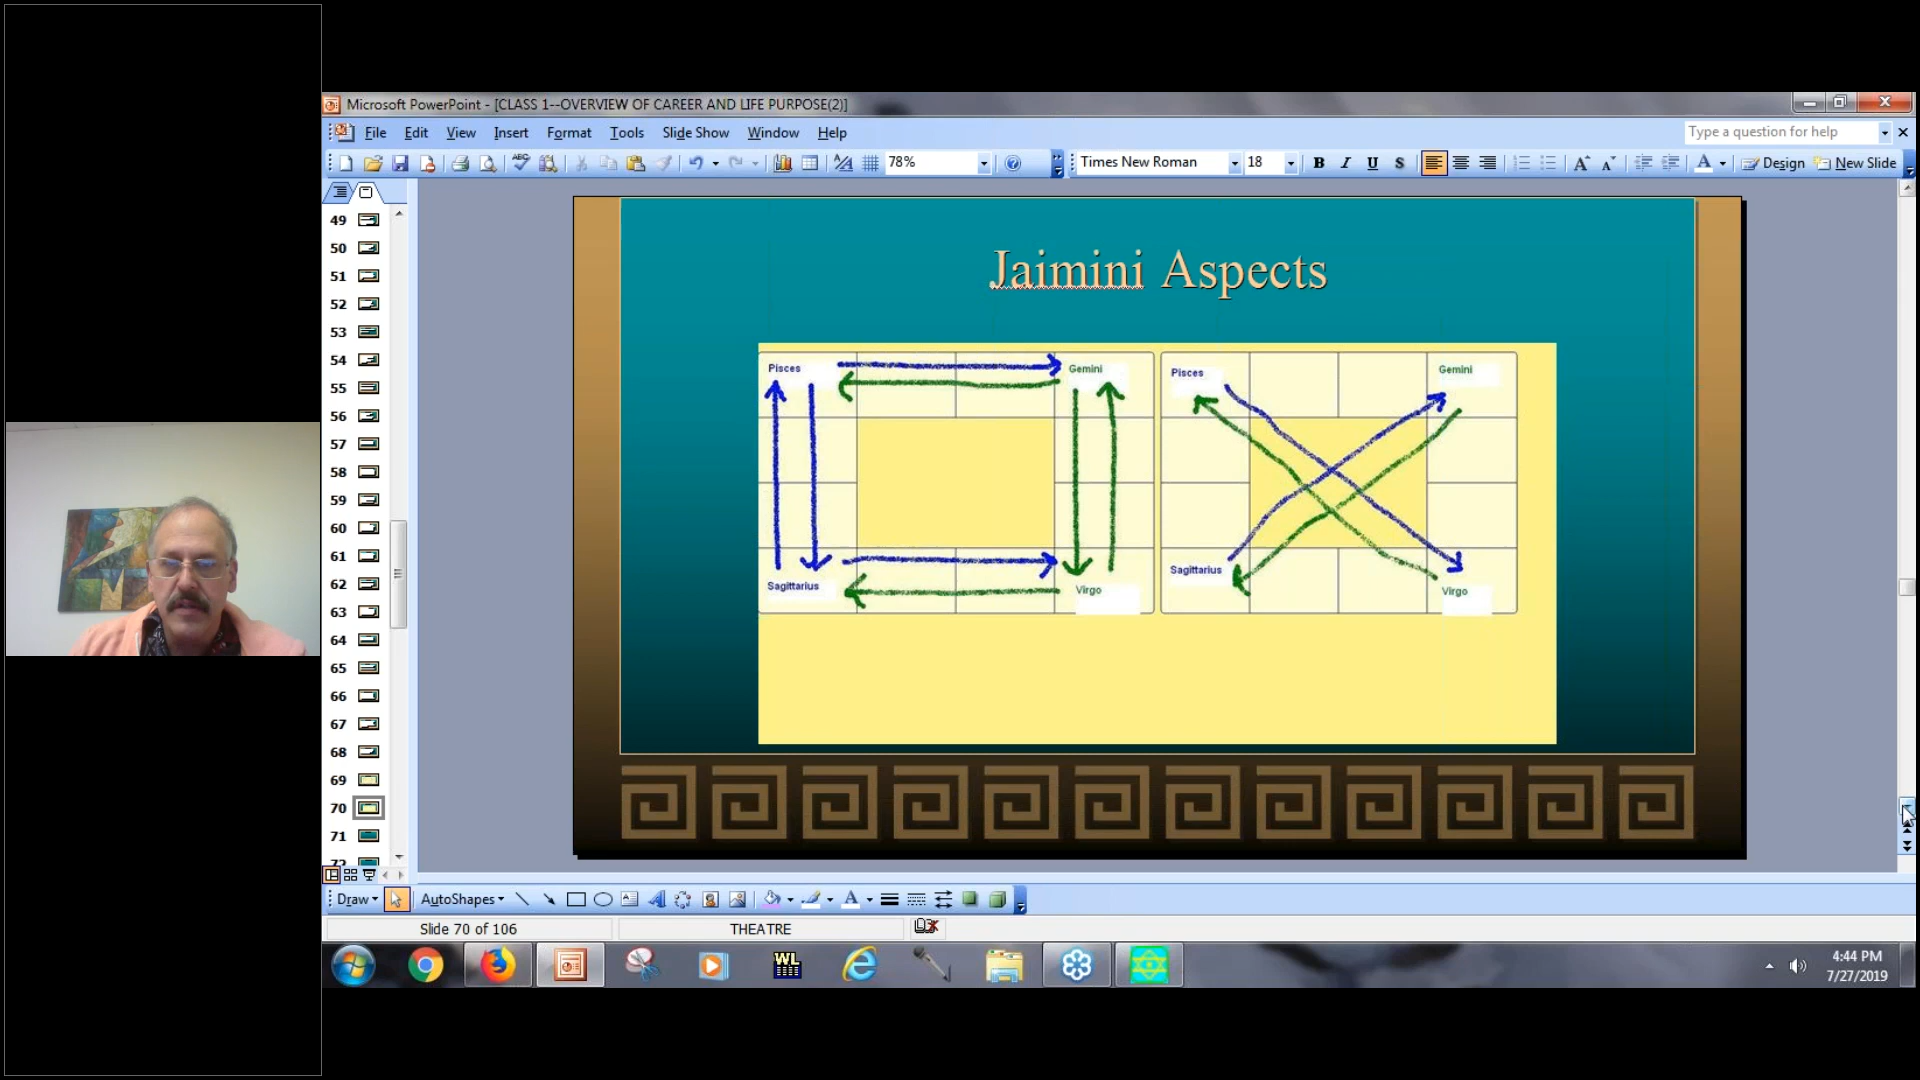 Microsoft PowerPoint - [CLASS 1--OVERVIEW OF CAREER AND LIFE PURPOSE(2)]
File Edit View Insert Format Tools Slide Show Window Help
Type a question for help
78%
Times New Roman
18
B I U S
A A
A
Design
New Slide
49
50
51
52
53
54
55
56
57
58
59
60
61
62
63
64
65
66
67
68
69
70
71
72
Jaimini Aspects
Pisces
Gemini
Sagittarius
Virgo
Pisces
Gemini
Sagittarius
Virgo
Draw
AutoShapes
A
A
Slide 70 of 106
THEATRE
WL
4:44 PM
7/27/2019